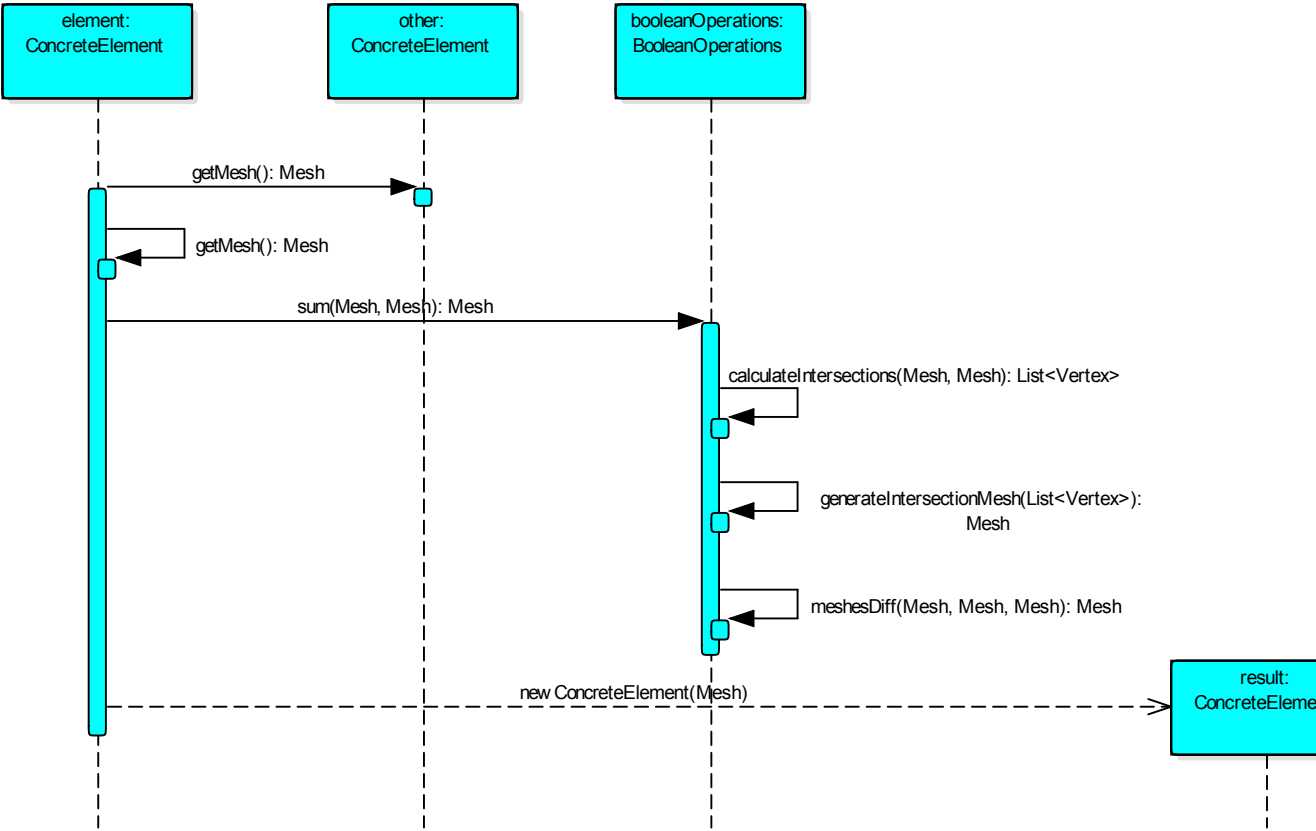 element:
ConcreteElement
other:
ConcreteElement
booleanOperations:
BooleanOperations
getMesh(): Mesh
getMesh(): Mesh
sum(Mesh, Mesh): Mesh
calculateIntersections(Mesh, Mesh): List<Vertex>
generateIntersectionMesh(List<Vertex>):
Mesh
meshesDiff(Mesh, Mesh, Mesh): Mesh
new ConcreteElement(Mesh)
result:
ConcreteEleme